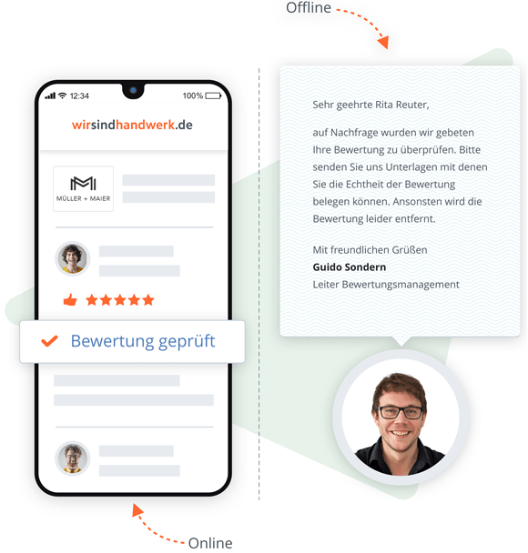 Offline
12:34
100%
wirsindhandwerk.de
MÜLLER + MAIER
Bewertung geprüft
Online
Sehr geehrte Rita Reuter,
auf Nachfrage wurden wir gebeten
Ihre Bewertung zu überprüfen. Bitte
senden Sie uns Unterlagen mit denen
Sie die Echtheit der Bewertung
belegen können. Ansonsten wird die
Bewertung leider entfernt.
Mit freundlichen Grüßen
Guido Sondern
Leiter Bewertungsmanagement